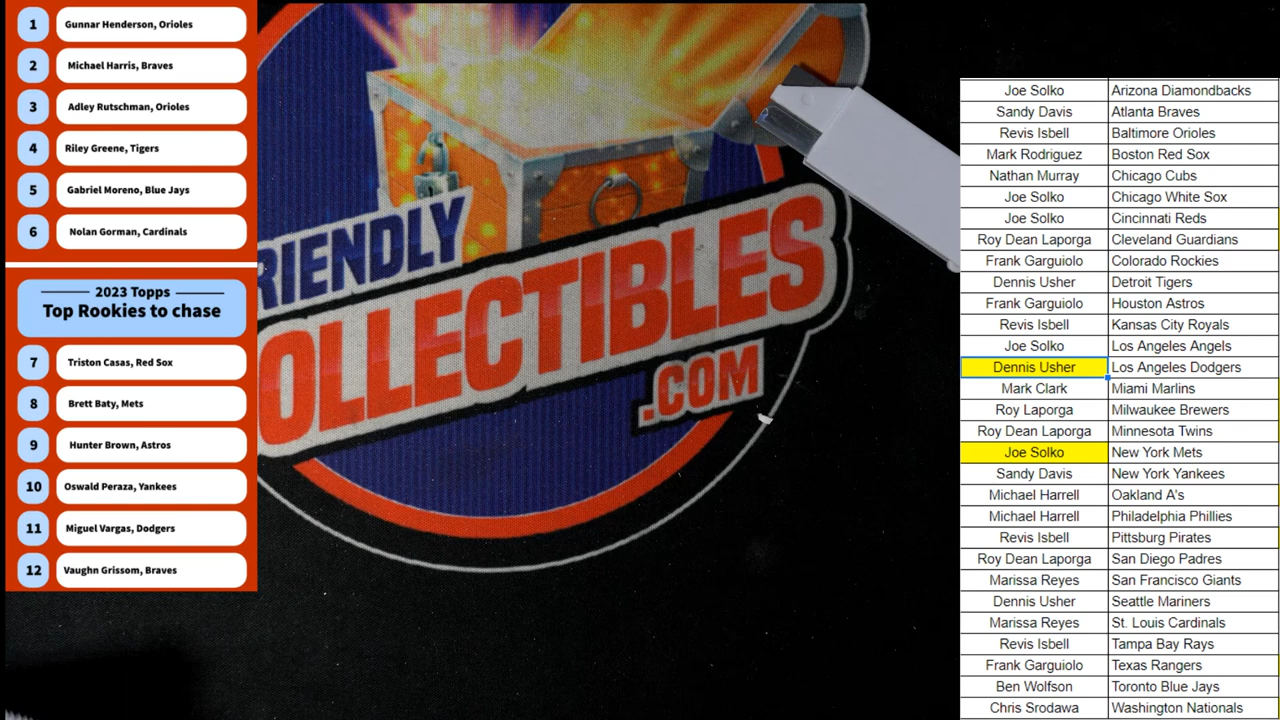 1 Gunnar Henderson, Orioles
2 Michael Harris, Braves
3 Adley Rutschman, Orioles
4 Riley Greene, Tigers
5 Gabriel Moreno, Blue Jays
6 Nolan Gorman, Cardinals
2023 Topps
Top Rookies to chase
7 Triston Casas, Red Sox
8 Brett Baty, Mets
9 Hunter Brown, Astros
10 Oswald Peraza, Yankees
11 Miguel Vargas, Dodgers
12 Vaughn Grissom, Braves
RIENDLY
OLLECTIBLES
.COM
Joe Solko Arizona Diamondbacks
Sandy Davis Atlanta Braves
Revis Isbell Baltimore Orioles
Mark Rodriguez Boston Red Sox
Nathan Murray Chicago Cubs
Joe Solko Chicago White Sox
Joe Solko Cincinnati Reds
Roy Dean Laporga Cleveland Guardians
Frank Garguiolo Colorado Rockies
Dennis Usher Detroit Tigers
Frank Garguiolo Houston Astros
Revis Isbell Kansas City Royals
Joe Solko Los Angeles Angels
Dennis Usher Los Angeles Dodgers
Mark Clark Miami Marlins
Roy Laporga Milwaukee Brewers
Roy Dean Laporga Minnesota Twins
Joe Solko New York Mets
Sandy Davis New York Yankees
Michael Harrell Oakland A's
Michael Harrell Philadelphia Phillies
Revis Isbell Pittsburg Pirates
Roy Dean Laporga San Diego Padres
Marissa Reyes San Francisco Giants
Dennis Usher Seattle Mariners
Marissa Reyes St. Louis Cardinals
Revis Isbell Tampa Bay Rays
Frank Garguiolo Texas Rangers
Ben Wolfson Toronto Blue Jays
Chris Srodawa Washington Nationals